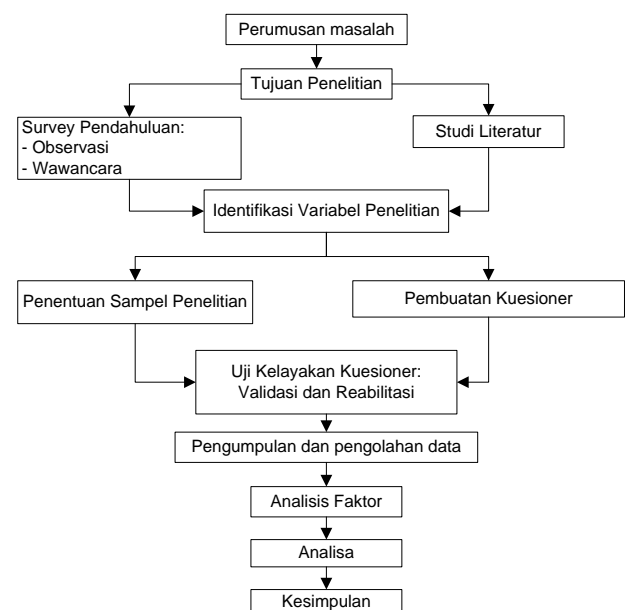 Perumusan masalah
Tujuan Penelitian
Survey Pendahuluan:
- Observasi
- Wawancara
Studi Literatur
Identifikasi Variabel Penelitian
Penentuan Sampel Penelitian
Pembuatan Kuesioner
Uji Kelayakan Kuesioner:
Validasi dan Reabilitasi
Pengumpulan dan pengolahan data
Analisis Faktor
Analisa
Kesimpulan